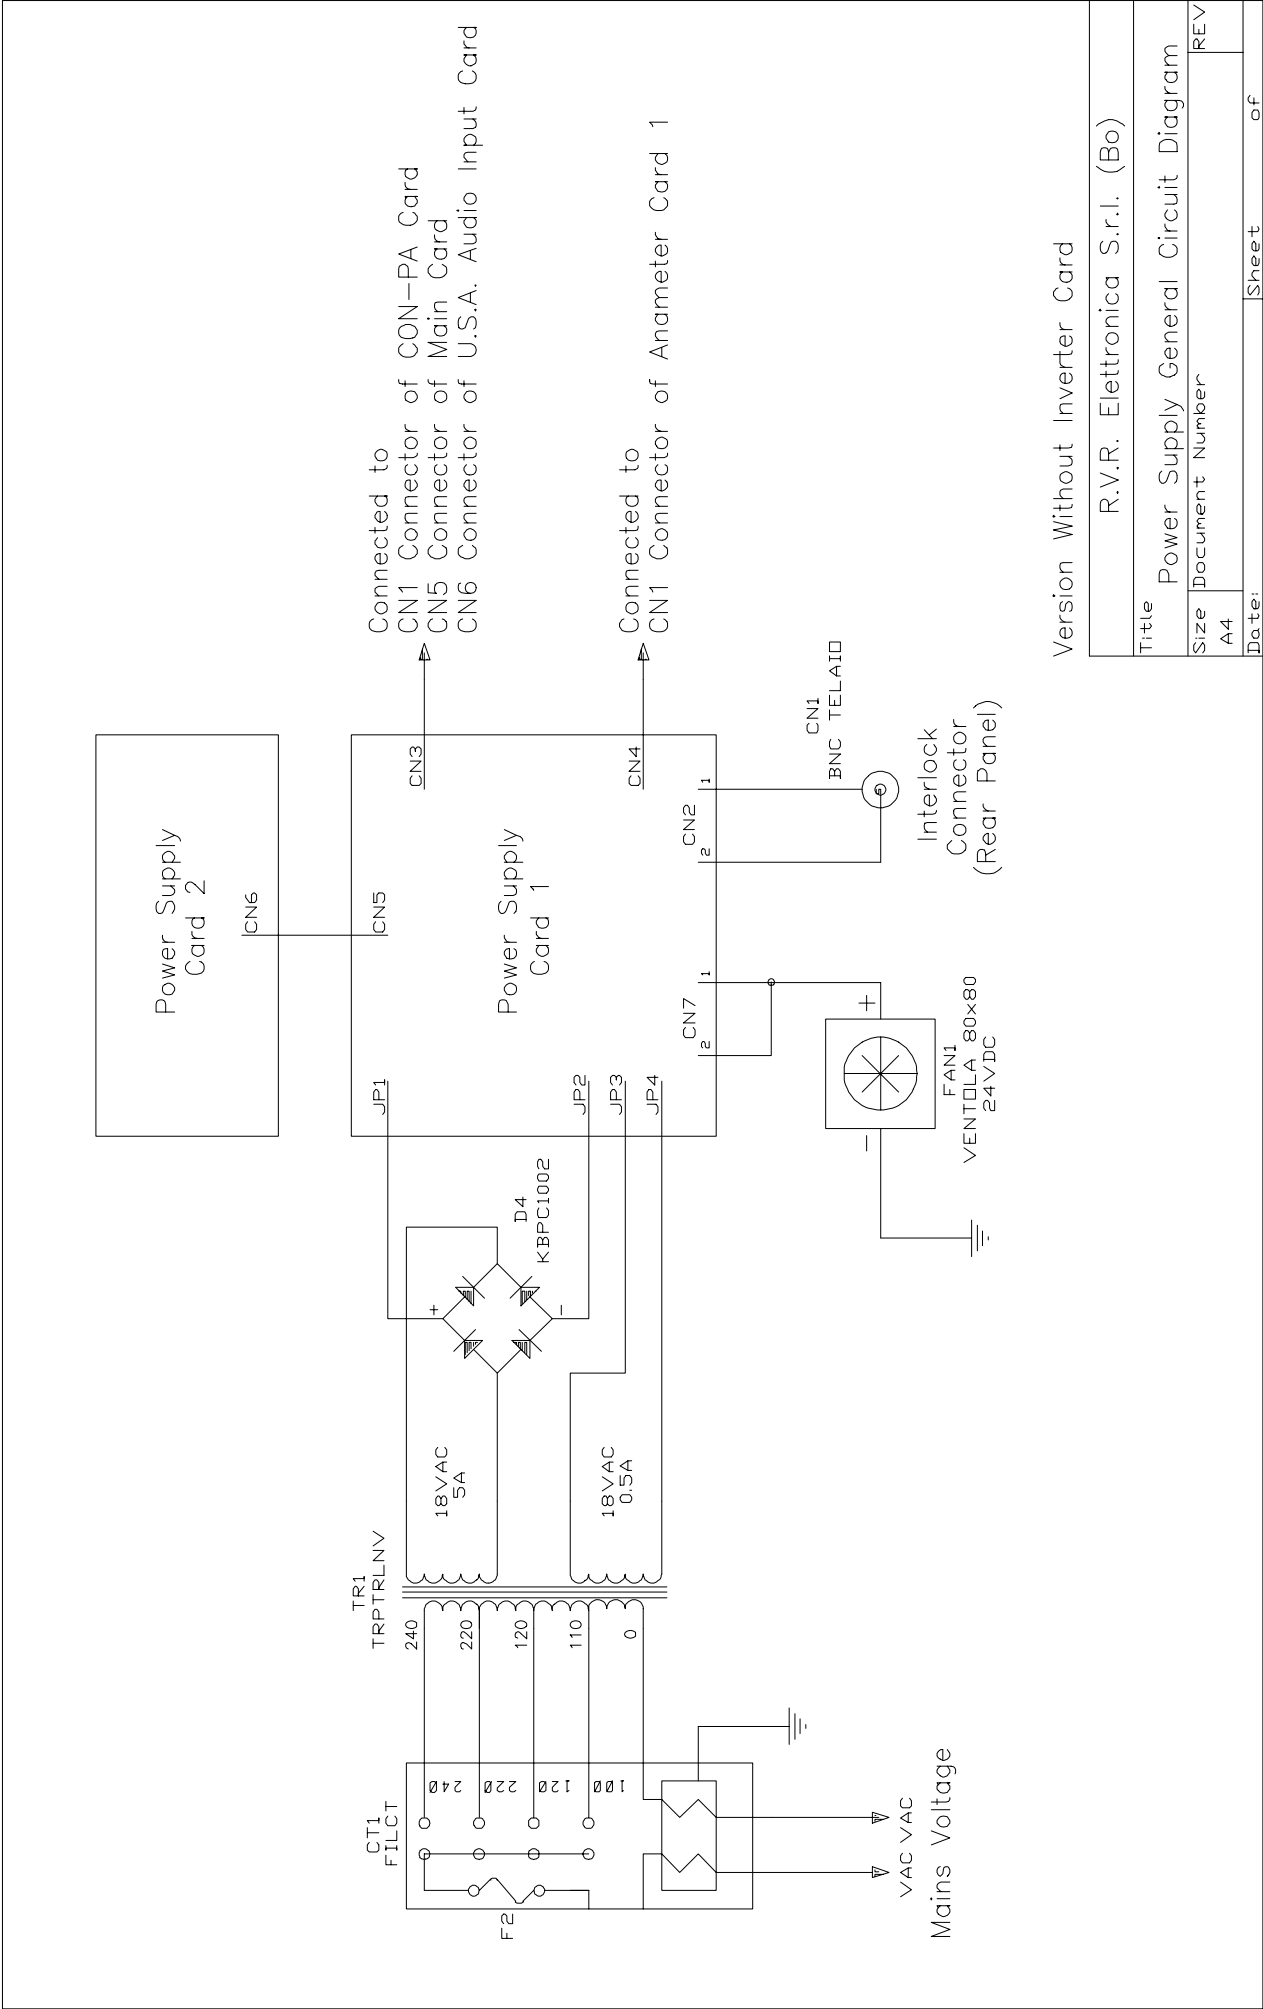 Power Supply
Card 2
CN6
CN5
Power Supply
Card 1
JP1
JP2
JP3
JP4
CN3
CN4
CN7
2
1
CN2
2
1
Connected to
CN1 Connector of CON-PA Card
CN5 Connector of Main Card
CN6 Connector of U.S.A. Audio Input Card
Connected to
CN1 Connector of Anameter Card 1
CN1
BNC TELAIO
Interlock
Connector
(Rear Panel)
+
-
FAN1
VENTOLA 80x80
24VDC
D4
KBPC1002
+
-
18VAC
5A
18VAC
0.5A
TR1
TRPTRLNV
240
220
120
110
0
CT1
FILCT
240
220
120
100
F2
VAC VAC
Mains Voltage
Version Without Inverter Card
R.V.R. Elettronica S.r.l. (Bo)
Title
Power Supply General Circuit Diagram
Size
Document Number
REV
A4
Date:
Sheet
of